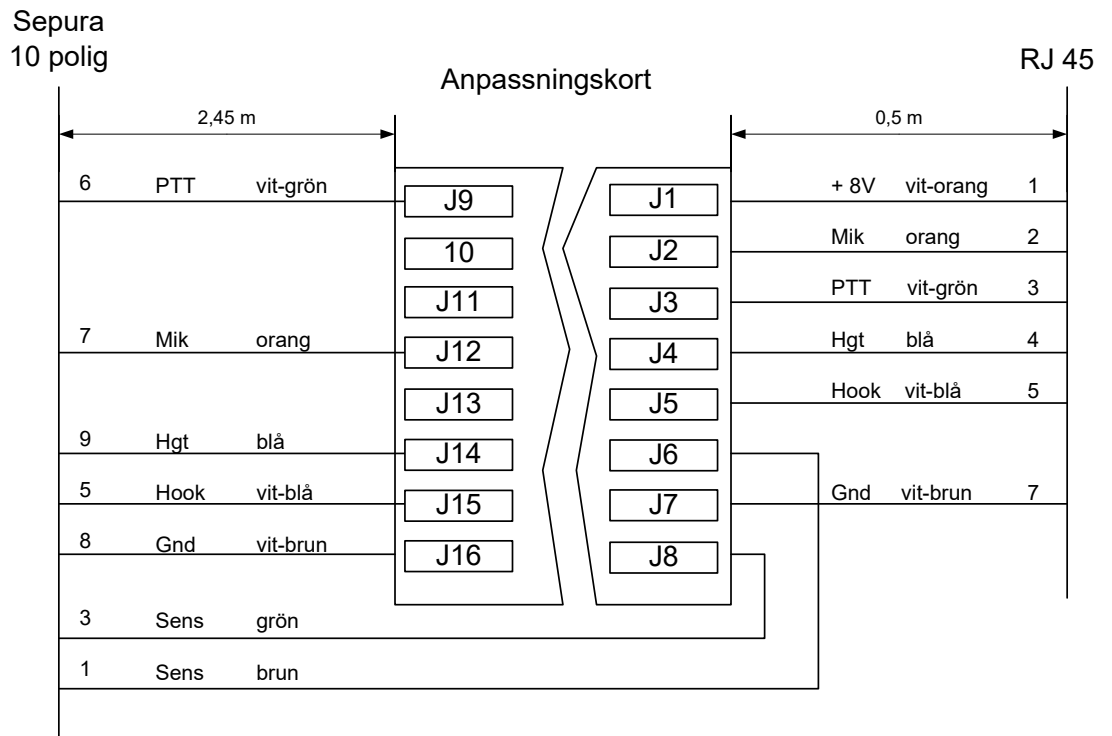 Sepura
10 polig
Anpassningskort
RJ 45
2,45 m
0,5 m
6 PTT vit-grön
J9
J1
+ 8V vit-orang 1
10
J2
Mik orang 2
J11
J3
PTT vit-grön 3
7 Mik orang
J12
J4
Hgt blå 4
J13
J5
Hook vit-blå 5
9 Hgt blå
J14
J6
5 Hook vit-blå
J15
J7
Gnd vit-brun 7
8 Gnd vit-brun
J16
J8
3 Sens grön
1 Sens brun